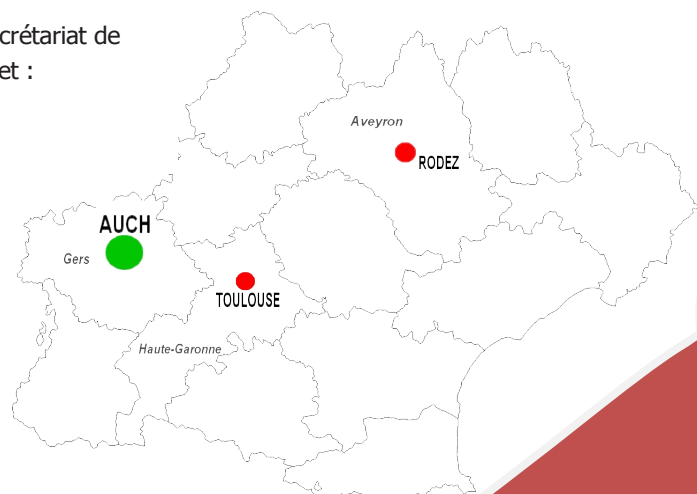 crétariat de
et :
Aveyron
RODEZ
AUCH
Gers
TOULOUSE
Haute-Garonne